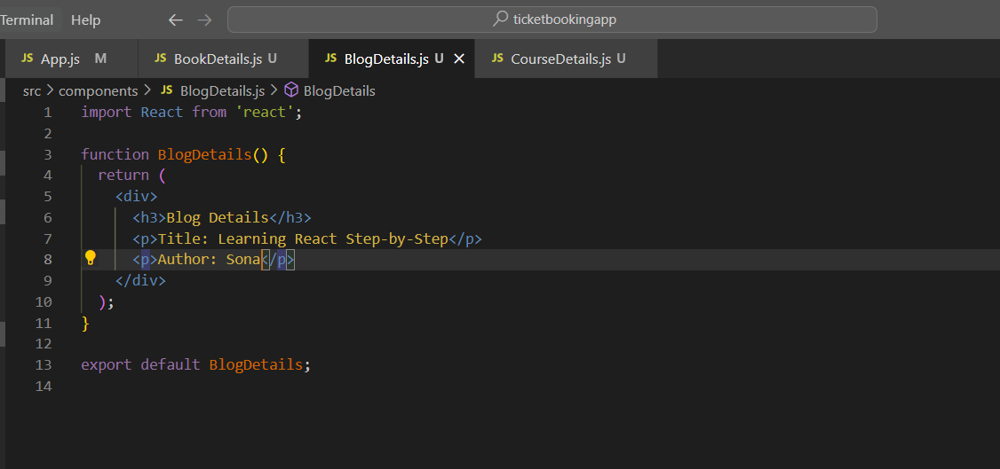 Terminal Help ticketbookingapp
JS App.js M JS BookDetails.js U JS BlogDetails.js U JS CourseDetails.js U
src > components > JS BlogDetails.js > BlogDetails
1 import React from 'react';
2
3 function BlogDetails() {
4 return (
5 <div>
6 <h3>Blog Details</h3>
7 <p>Title: Learning React Step-by-Step</p>
8 <p>Author: Sona</p>
9 </div>
10 );
11 }
12
13 export default BlogDetails;
14